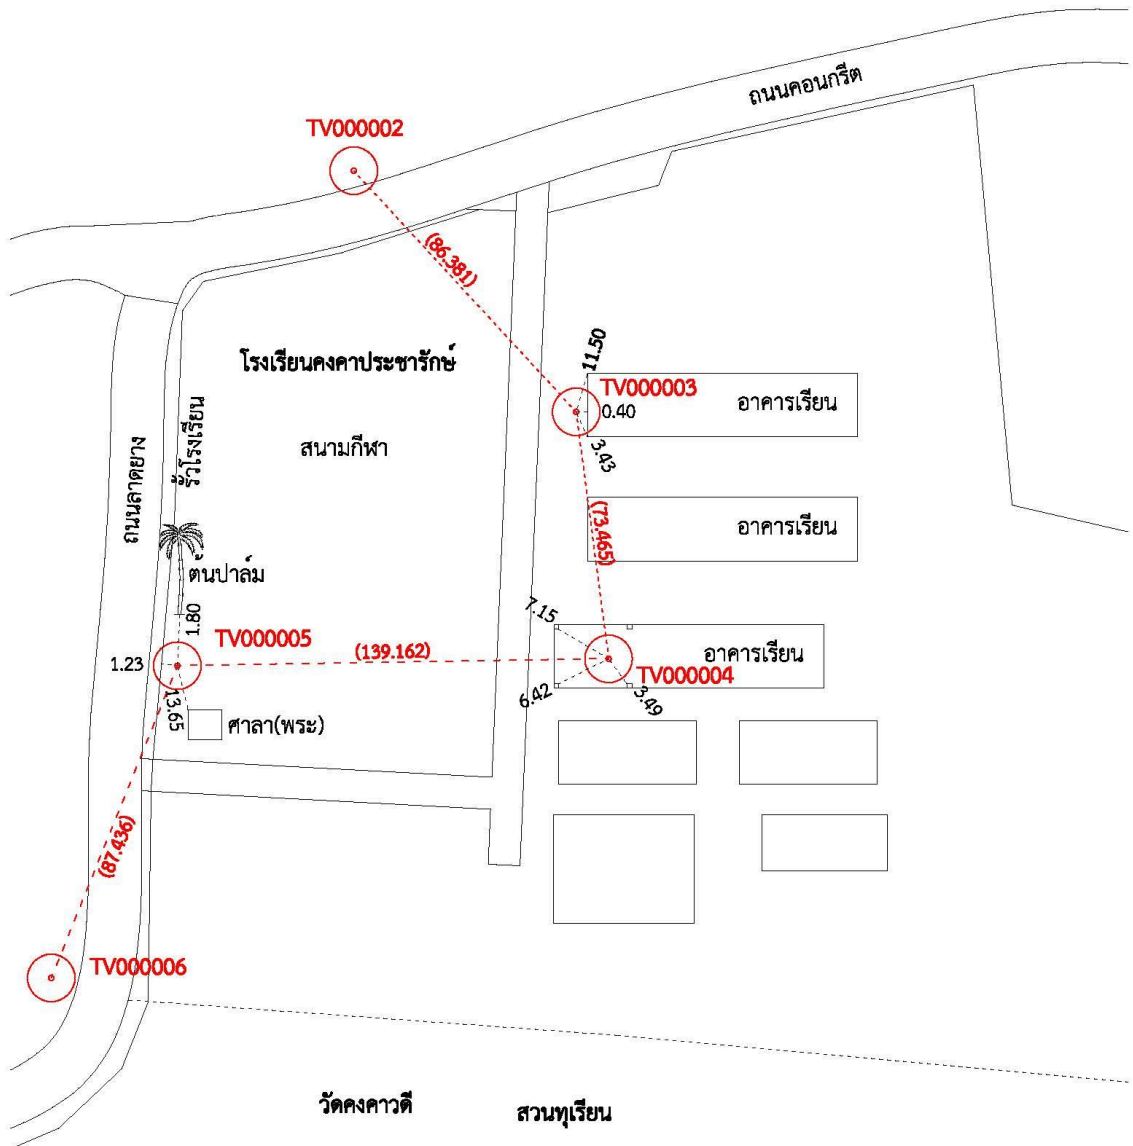 ถนนคอนกรีต
TV000002
(86.381)
11.50
โรงเรียนคงคาประชารักษ์
TV000003
อาคารเรียน
0.40
รั้วโรงเรียน
สนามกีฬา
3.43
ถนนลาดยาง
(73.465)
อาคารเรียน
ต้นปาล์ม
1.80
7.15
TV000005
(139.162)
อาคารเรียน
1.23
TV000004
13.65
6.42
3.49
ศาลา(พระ)
(87.436)
TV000006
วัดคงคาวดี
สวนทุเรียน